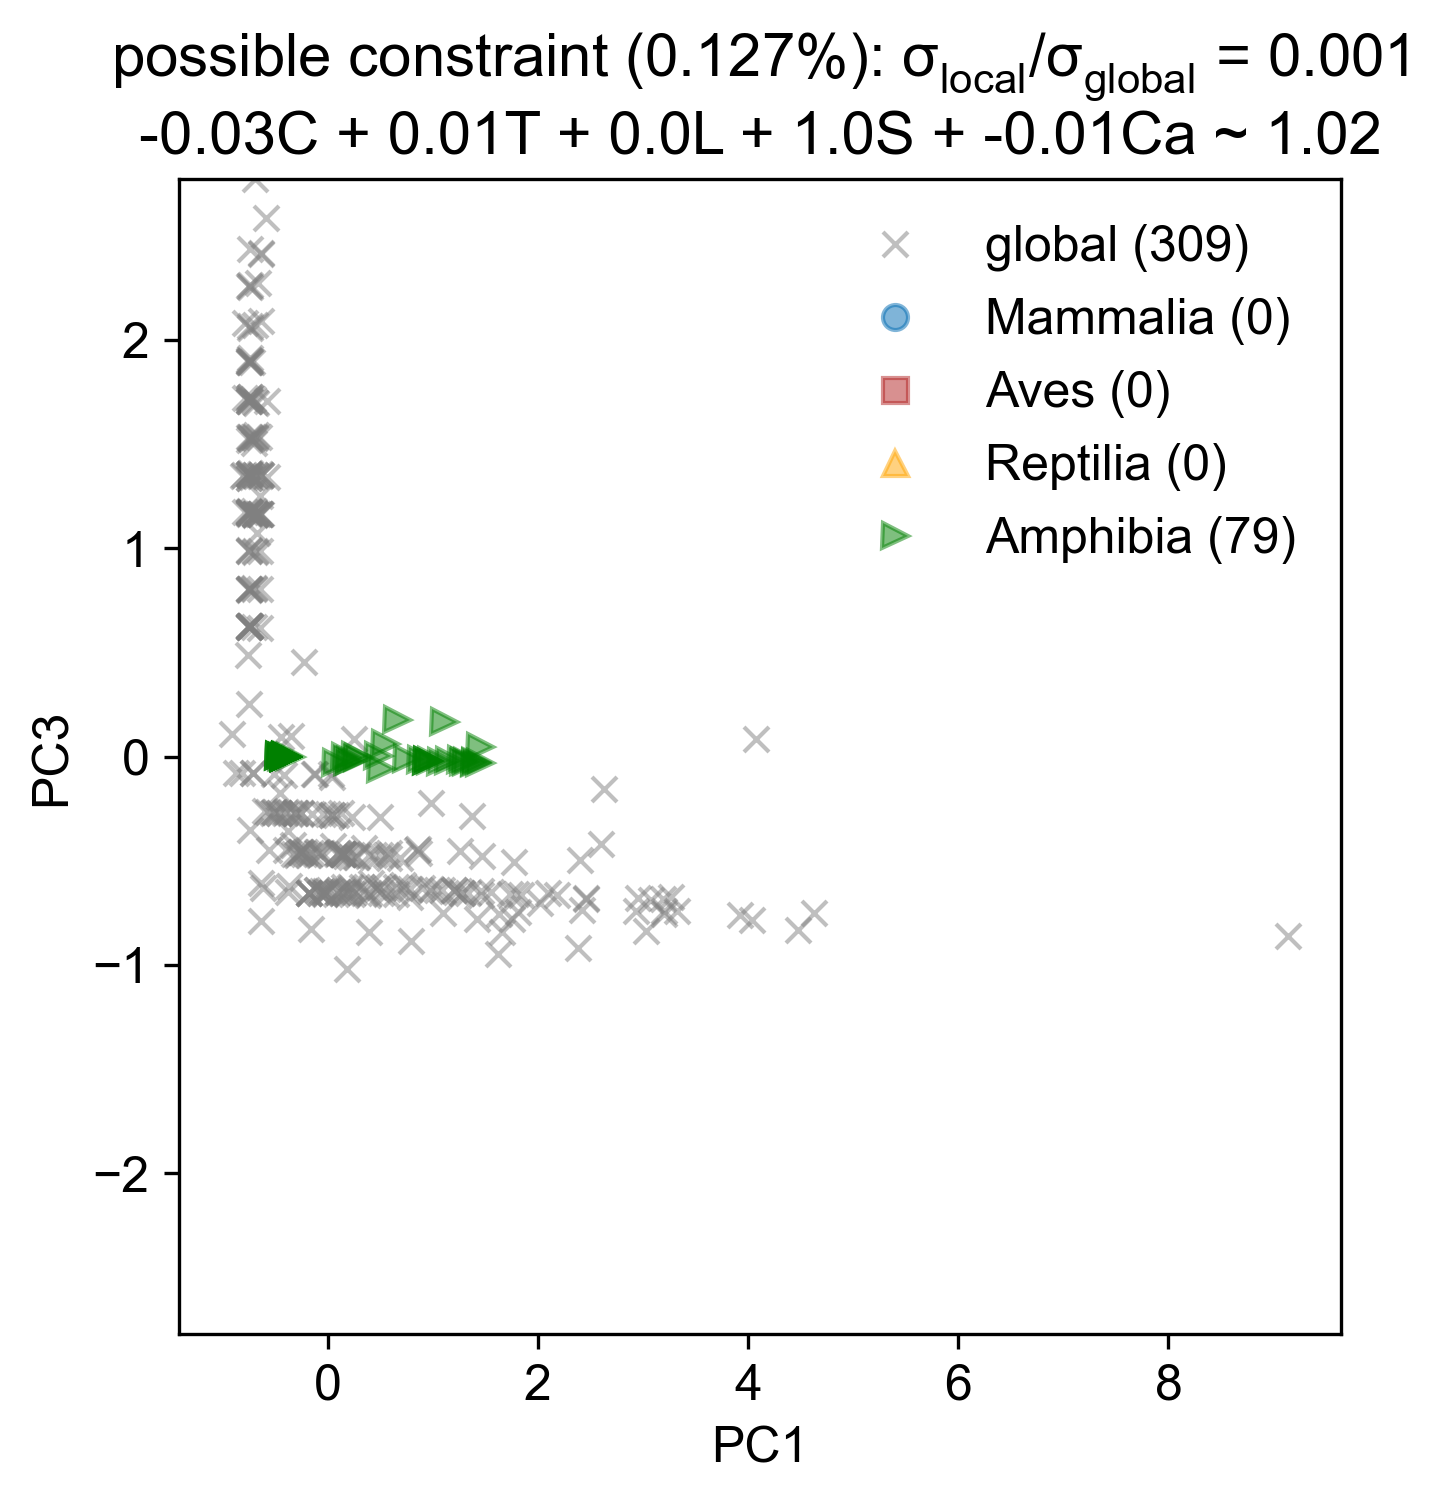 possible constraint (0.127%): σlocal/σglobal = 0.001
-0.03C + 0.01T + 0.0L + 1.0S + -0.01Ca ~ 1.02
global (309)
Mammalia (0)
Aves (0)
Reptilia (0)
Amphibia (79)
2
1
0
−1
−2
PC3
0 2 4 6 8
PC1